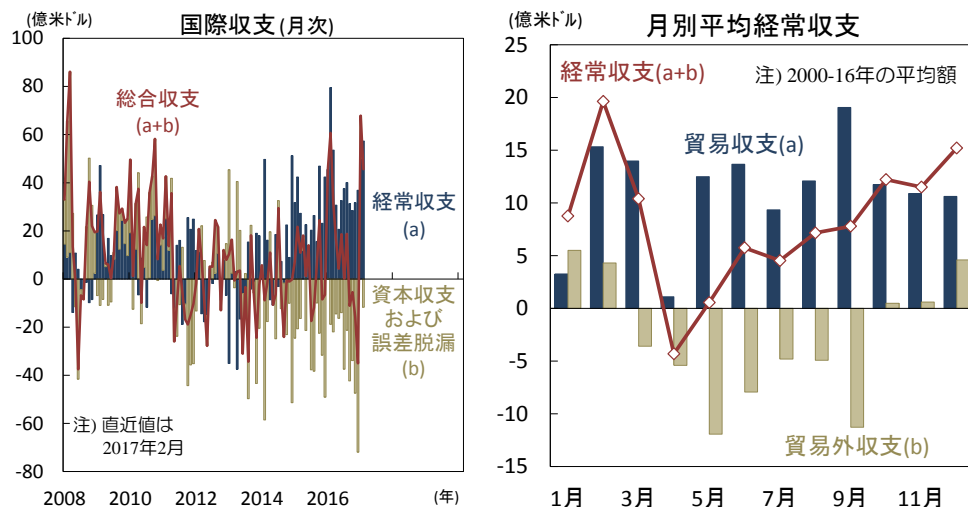 (億米ドル)
国際収支(月次)
100
80
60
40
20
0
-20
-40
-60
-80
総合収支
(a+b)
経常収支
(a)
資本収支
および
誤差脱漏
(b)
注) 直近値は
2017年2月
2008
2010
2012
2014
2016
(年)
(億米ドル)
月別平均経常収支
25
20
15
10
5
0
-5
-10
-15
経常収支(a+b)
注) 2000-16年の平均額
貿易収支(a)
貿易外収支(b)
1月
3月
5月
7月
9月
11月